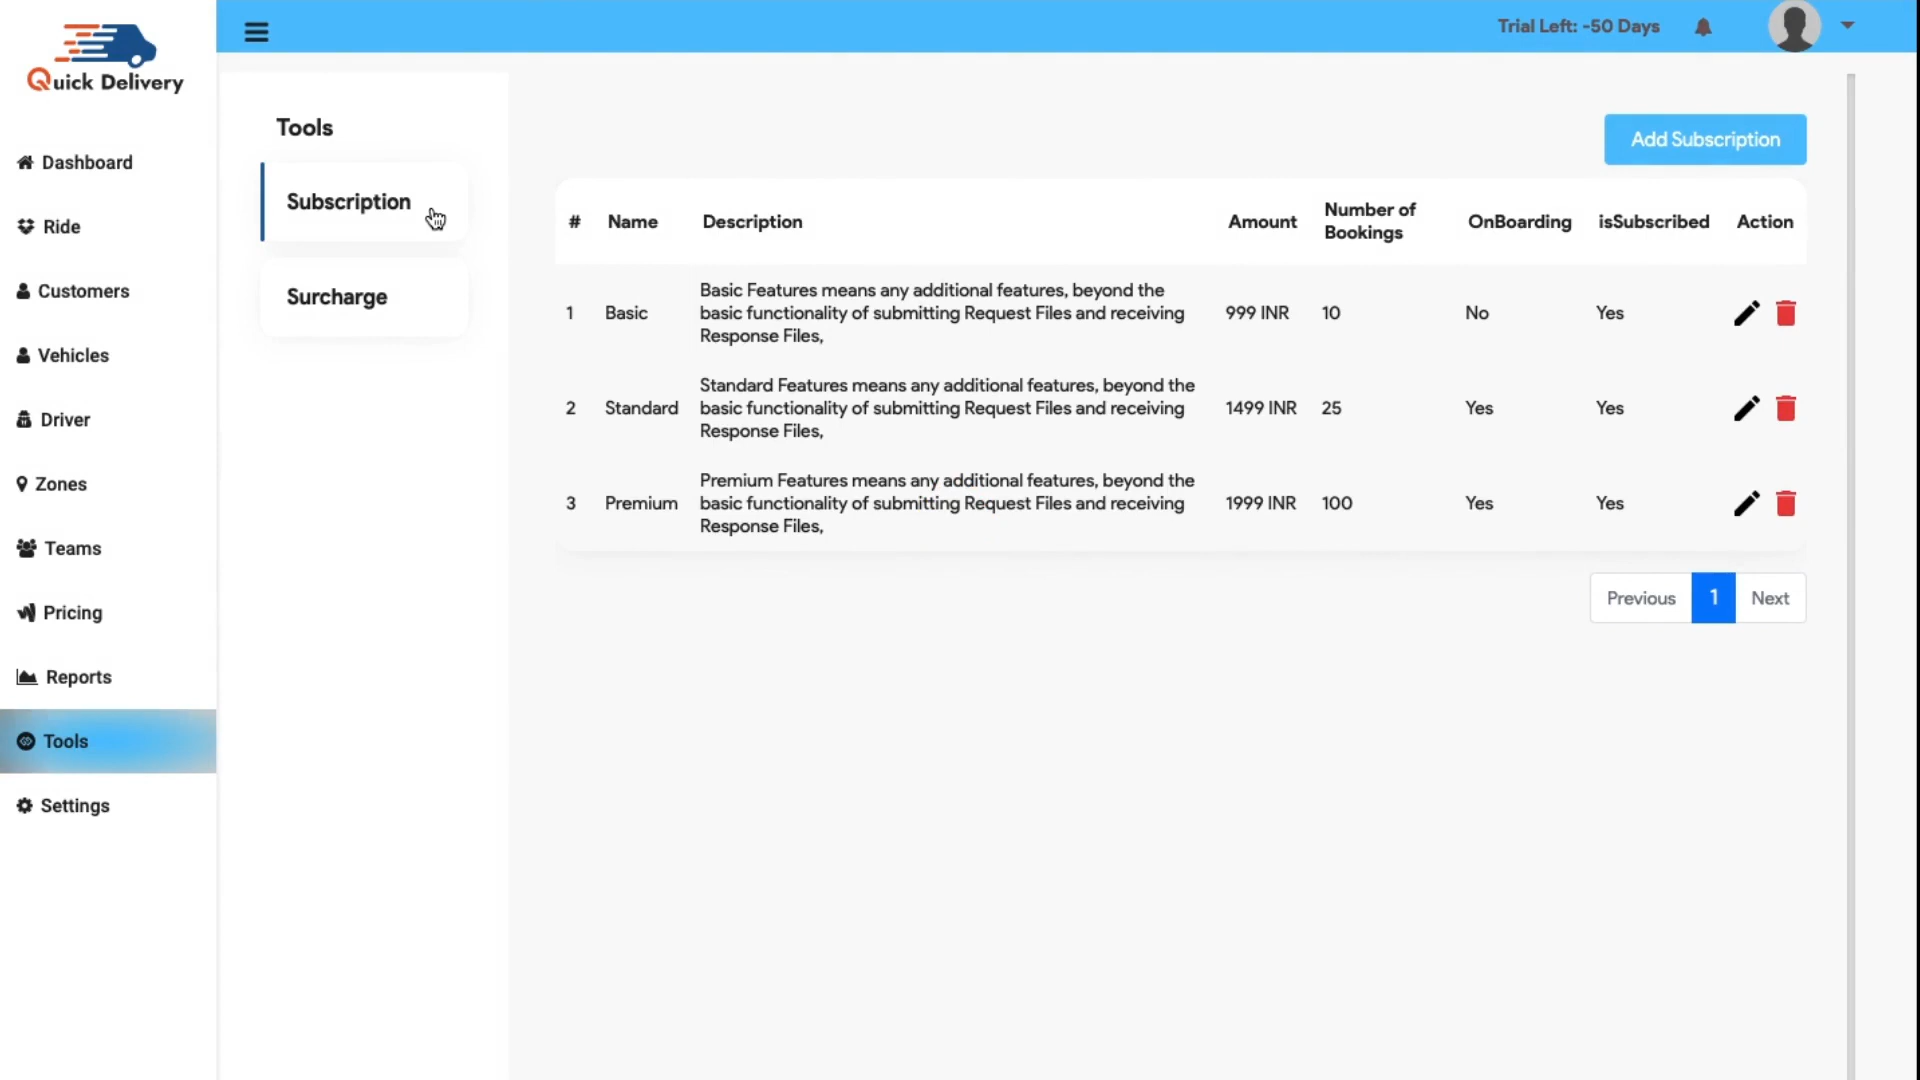 Quick Delivery
Trial Left: -50 Days
Dashboard
Ride
Customers
Vehicles
Driver
Zones
Teams
Pricing
Reports
Tools
Settings
Tools
Subscription
Surcharge
Add Subscription
# Name Description Amount Number of Bookings OnBoarding isSubscribed Action
1 Basic Basic Features means any additional features, beyond the
basic functionality of submitting Request Files and receiving
Response Files, 999 INR 10 No Yes
2 Standard Standard Features means any additional features, beyond the
basic functionality of submitting Request Files and receiving
Response Files, 1499 INR 25 Yes Yes
3 Premium Premium Features means any additional features, beyond the
basic functionality of submitting Request Files and receiving
Response Files, 1999 INR 100 Yes Yes
Previous 1 Next